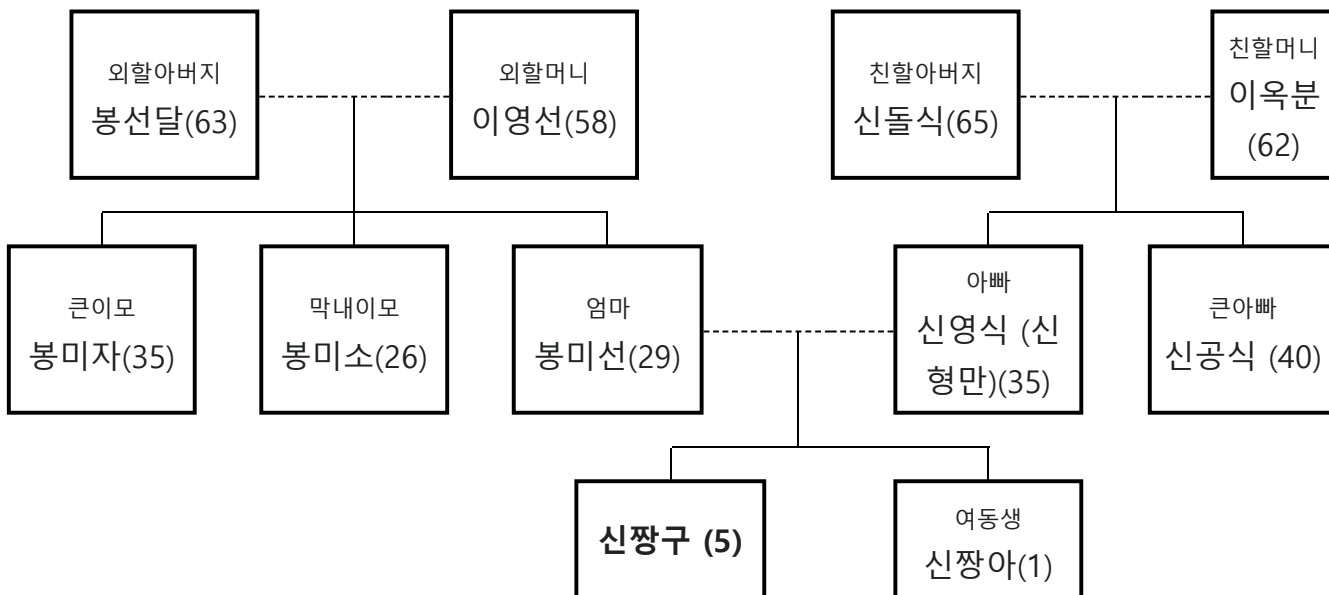 외할아버지
봉선달(63)
외할머니
이영선(58)
친할아버지
신돌식(65)
친할머니
이옥분
(62)
큰이모
봉미자(35)
막내이모
봉미소(26)
엄마
봉미선(29)
아빠
신영식 (신
형만)(35)
큰아빠
신공식 (40)
신짱구 (5)
여동생
신짱아(1)